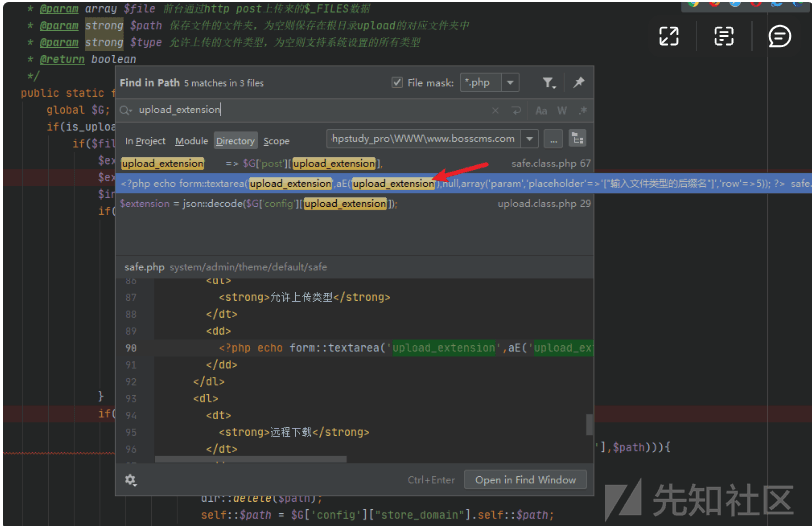 * @param array $file 前台通过http post上传来的$_FILES数据
* @param strong $path 保存文件的文件夹，为空则保存在根目录upload的对应文件夹中
* @param strong $type 允许上传的文件类型，为空则支持系统设置的所有类型
* @return boolean
*/
public static f
global $G;
if(is_uploa
if($fil
$ex
$ex
$in
if(
}
if(
'],$path))){
dir::delete($path);
self::$path = $G['config']["store_domain"].self::$path;
Find in Path 5 matches in 3 files
File mask: *.php
upload_extension
Aa W .*
In Project Module Directory Scope
hpstudy_pro\WWW\www.bosscms.com ...
upload_extension => $G['post']['upload_extension'],
safe.class.php 67
<?php echo form::textarea('upload_extension',aE('upload_extension'),null,array('param','placeholder'=>'["输入文件类型的后缀名"]','row'=>5)); ?> safe.
$extension = json::decode($G['config']['upload_extension']);
upload.class.php 29
safe.php system/admin/theme/default/safe
86 <dt>
87 <strong>允许上传类型</strong>
88 </dt>
89 <dd>
90 <?php echo form::textarea('upload_extension',aE('upload_ex
91 </dd>
92 </dl>
93 <dl>
94 <dt>
95 <strong>远程下载</strong>
96 </dt>
Ctrl+Enter Open in Find Window
先知社区